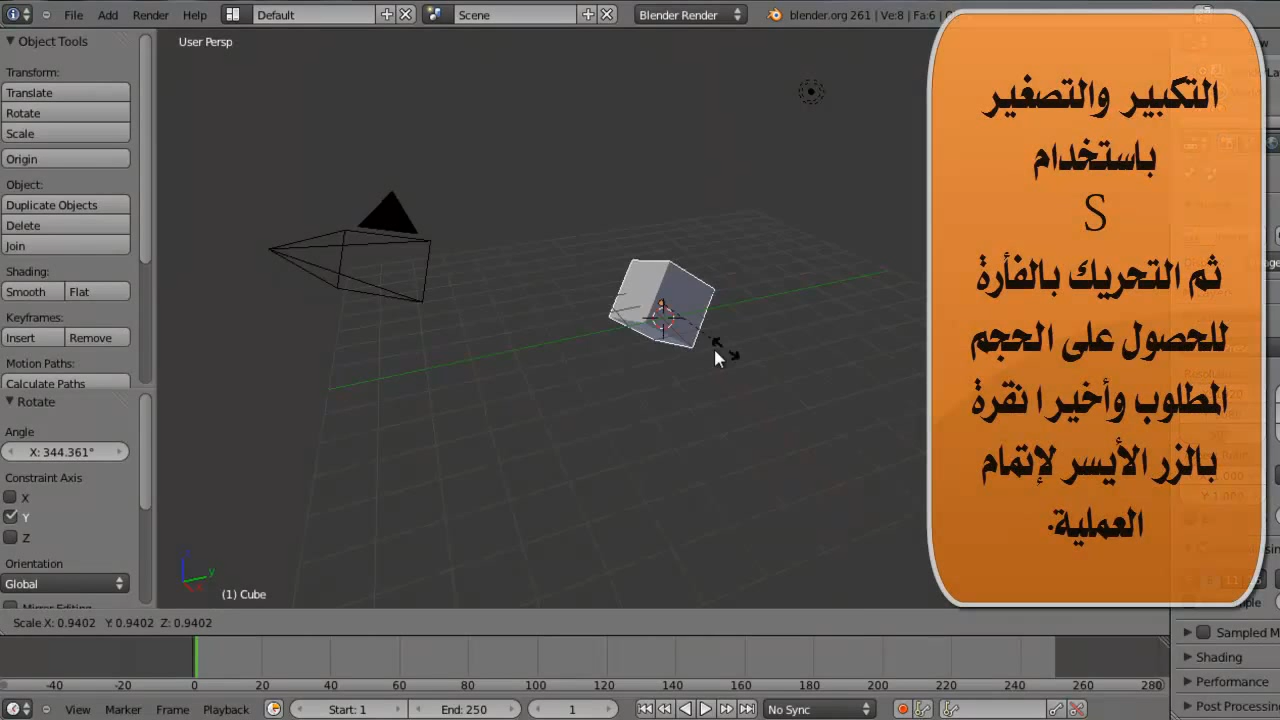 File Add Render Help Default Scene Blender Render blender.org 261 | Ve:8 | Fa:6 |
User Persp
Object Tools
Transform:
Translate
Rotate
Scale
Origin
Object:
Duplicate Objects
Delete
Join
Shading:
Smooth Flat
Keyframes:
Insert Remove
Motion Paths:
Calculate Paths
Rotate
Angle
X: 344.361°
Constraint Axis
X
Y
Z
Orientation
Global
Mirror Editing
(1) Cube
y
التكبير والتصغير
باستخدام
S
ثم التحريك بالفأرة
للحصول على الحجم
المطلوب وأخيرا نقرة
بالزر الأيسر لإتمام
العملية.
Sampled M
Shading
Performance
Post Processing
Scale X: 0.9402 Y: 0.9402 Z: 0.9402
-40 -20 0 20 40 60 80 100 120 140 160 180 200 220 240 260 280
View Marker Frame Playback Start: 1 End: 250 1 No Sync